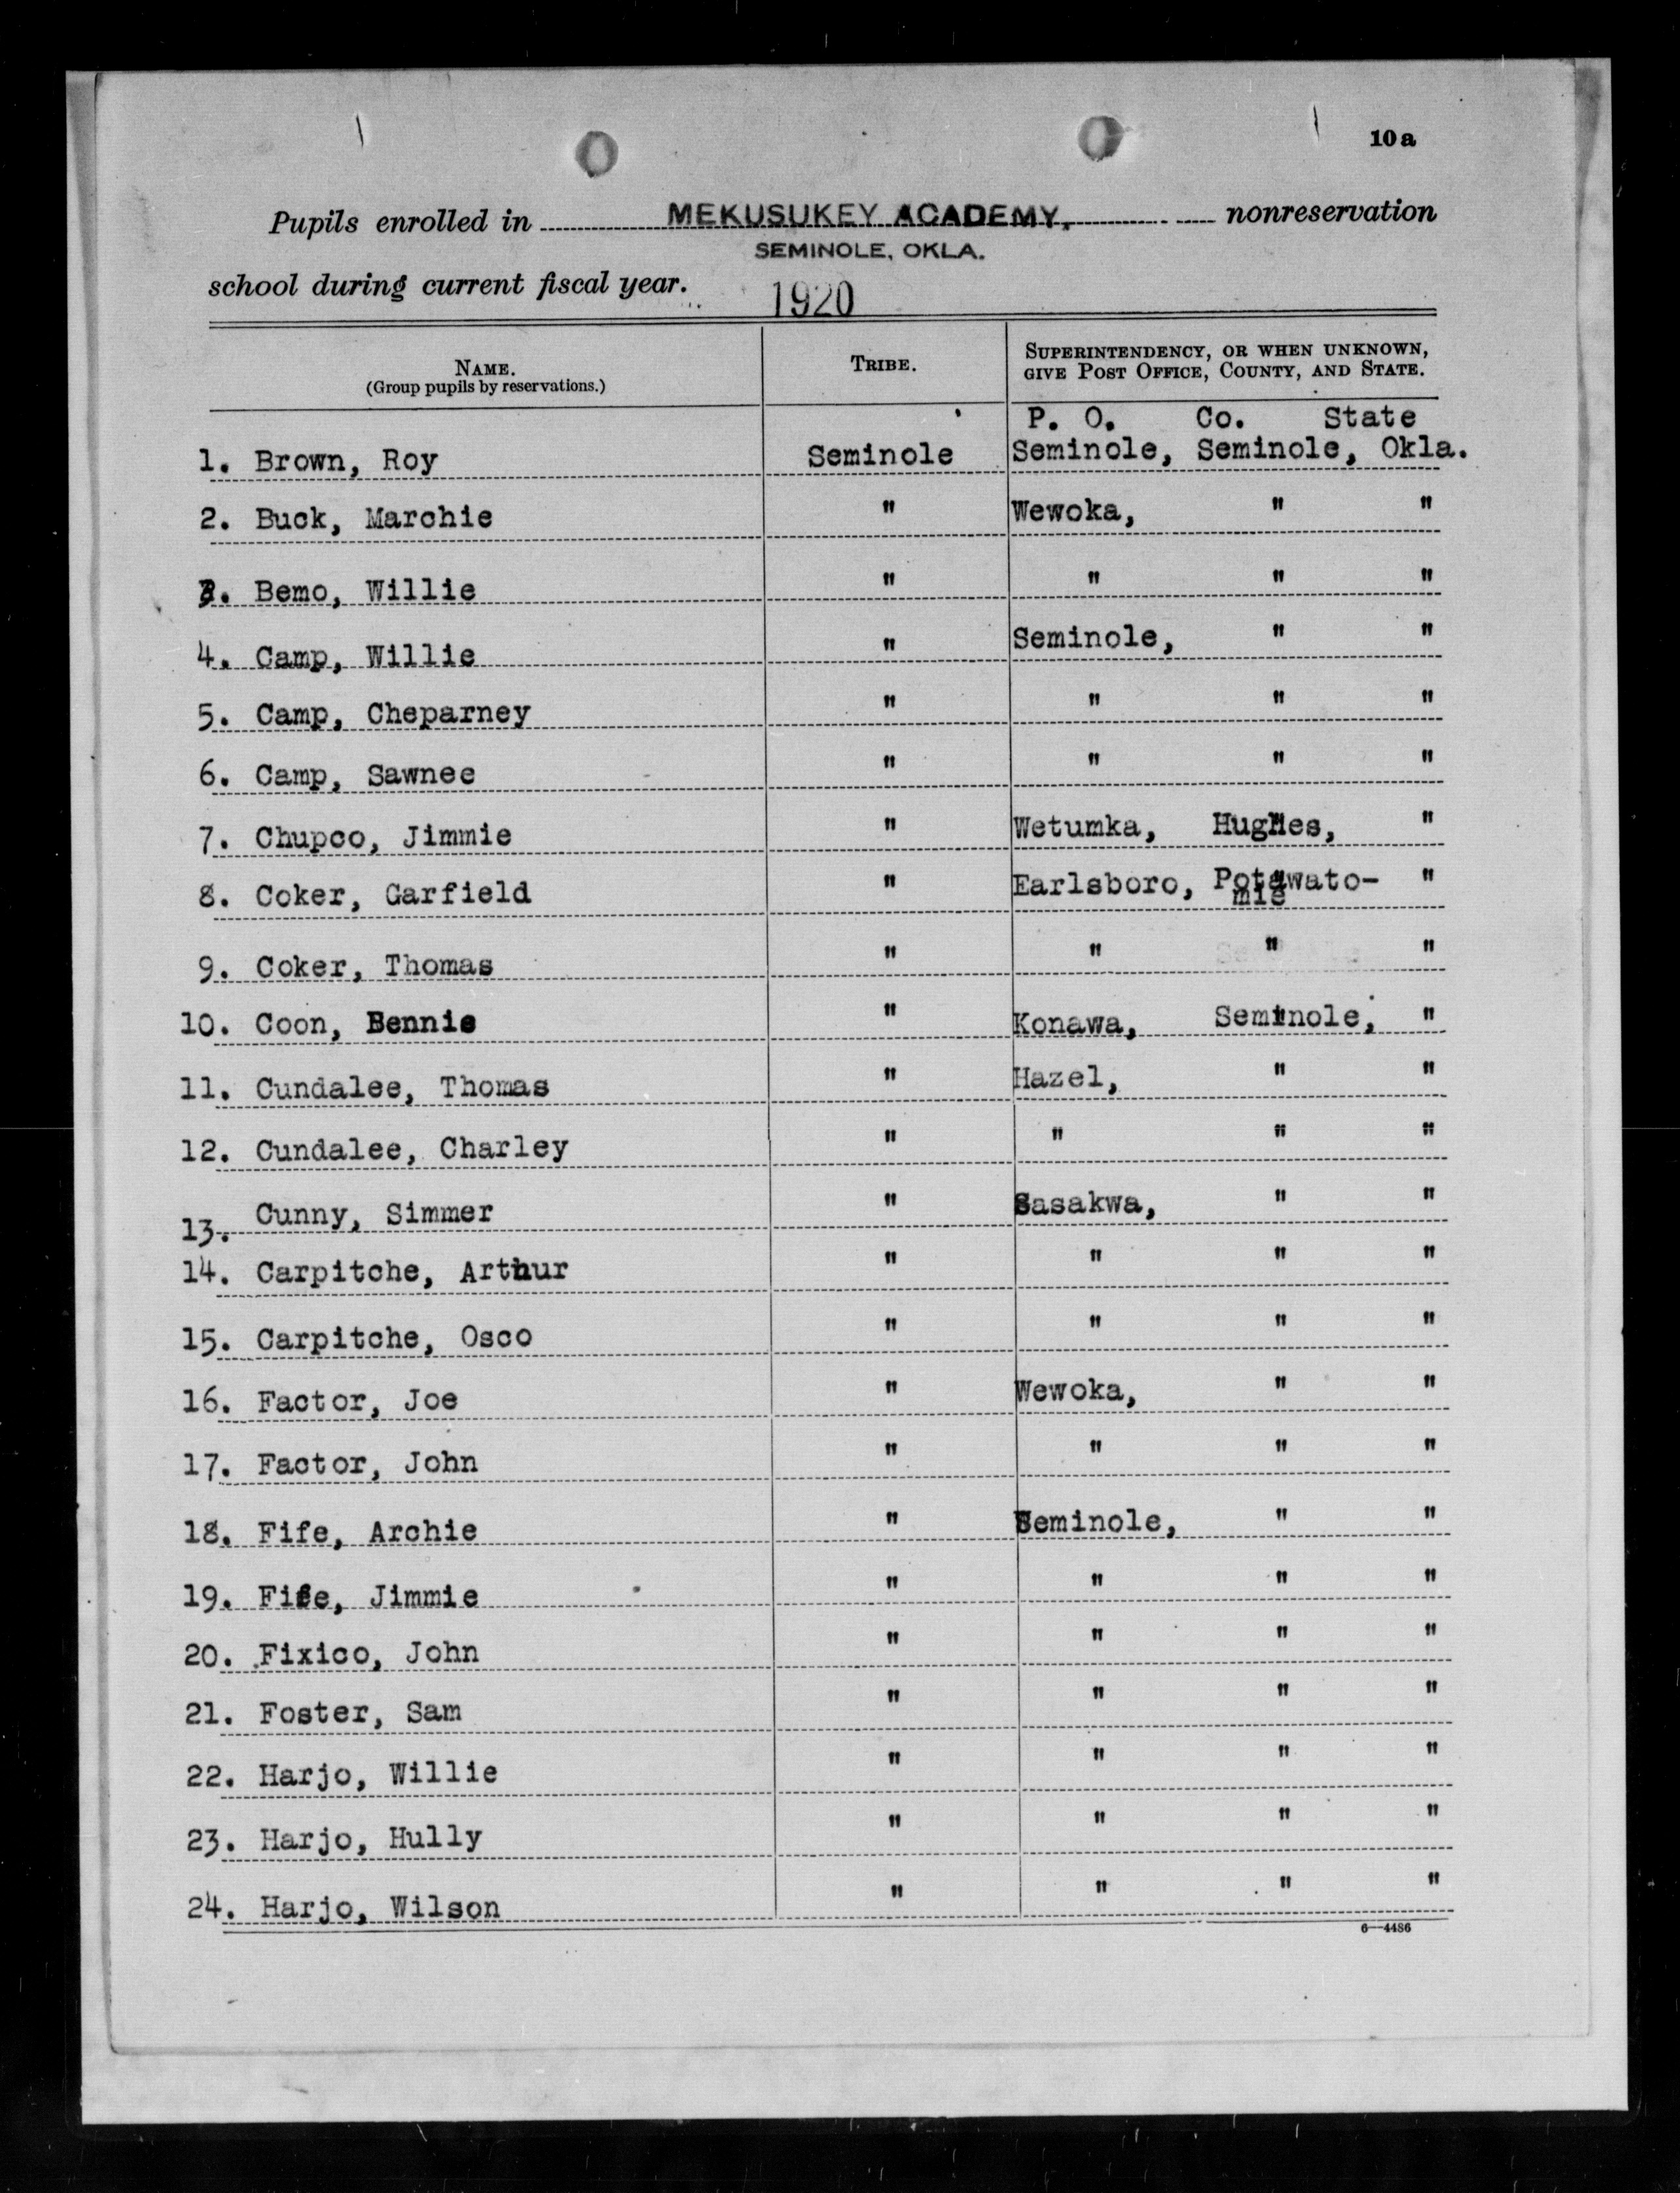 10a
Pupils enrolled in MEKUSUKEY ACADEMY, nonreservation
SEMINOLE, OKLA.
school during current fiscal year. 1920
NAME. TRIBE. SUPERINTENDENCY, OR WHEN UNKNOWN,
(Group pupils by reservations.) GIVE POST OFFICE, COUNTY, AND STATE.
P. O. Co. State
1. Brown, Roy Seminole Seminole, Seminole, Okla.
2. Buck, Marchie " Wewoka, " "
3. Bemo, Willie " " " "
4. Camp, Willie " Seminole, " "
5. Camp, Cheparney " " " "
6. Camp, Sawnee " " " "
7. Chupco, Jimmie " Wetumka, Hughes, "
8. Coker, Garfield " Earlsboro, Potawato- "
mie
9. Coker, Thomas " " " "
10. Coon, Bennie " Konawa, Seminole, "
11. Cundalee, Thomas " Hazel, " "
12. Cundalee, Charley " " " "
13. Cunny, Simmer " Sasakwa, " "
14. Carpitche, Arthur " " " "
15. Carpitche, Osco " " " "
16. Factor, Joe " Wewoka, " "
17. Factor, John " " " "
18. Fife, Archie " Seminole, " "
19. Fife, Jimmie " " " "
20. Fixico, John " " " "
21. Foster, Sam " " " "
22. Harjo, Willie " " " "
23. Harjo, Hully " " " "
24. Harjo, Wilson " " " "
6—4486